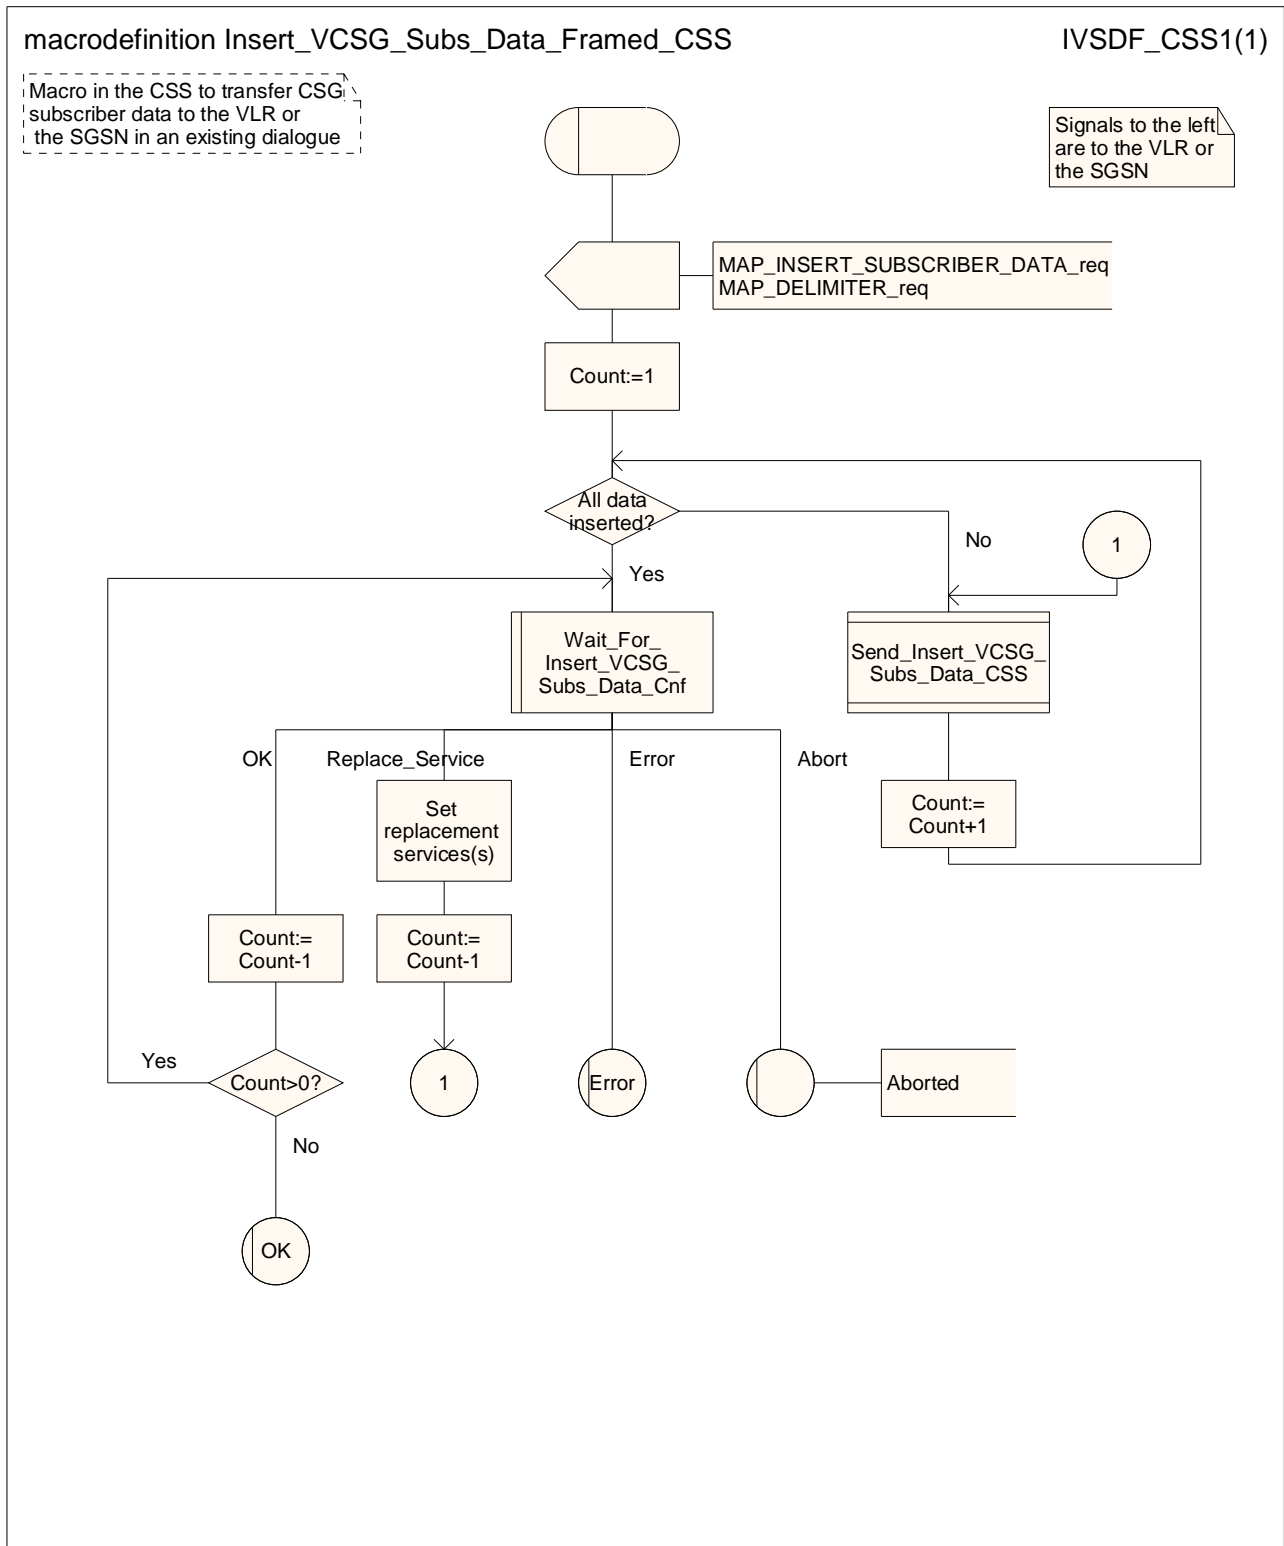 macrodefinition Insert_VCSG_Subs_Data_Framed_CSS
IVSDF_CSS1(1)
Macro in the CSS to transfer CSG
subscriber data to the VLR or
the SGSN in an existing dialogue
Signals to the left
are to the VLR or
the SGSN
MAP_INSERT_SUBSCRIBER_DATA_req
MAP_DELIMITER_req
Count:=1
All data
inserted?
No
1
Yes
Wait_For_
Insert_VCSG_
Subs_Data_Cnf
Send_Insert_VCSG_
Subs_Data_CSS
OK
Replace_Service
Error
Abort
Set
replacement
services(s)
Count:=
Count+1
Count:=
Count-1
Count:=
Count-1
Yes
Count>0?
1
Error
Aborted
No
OK